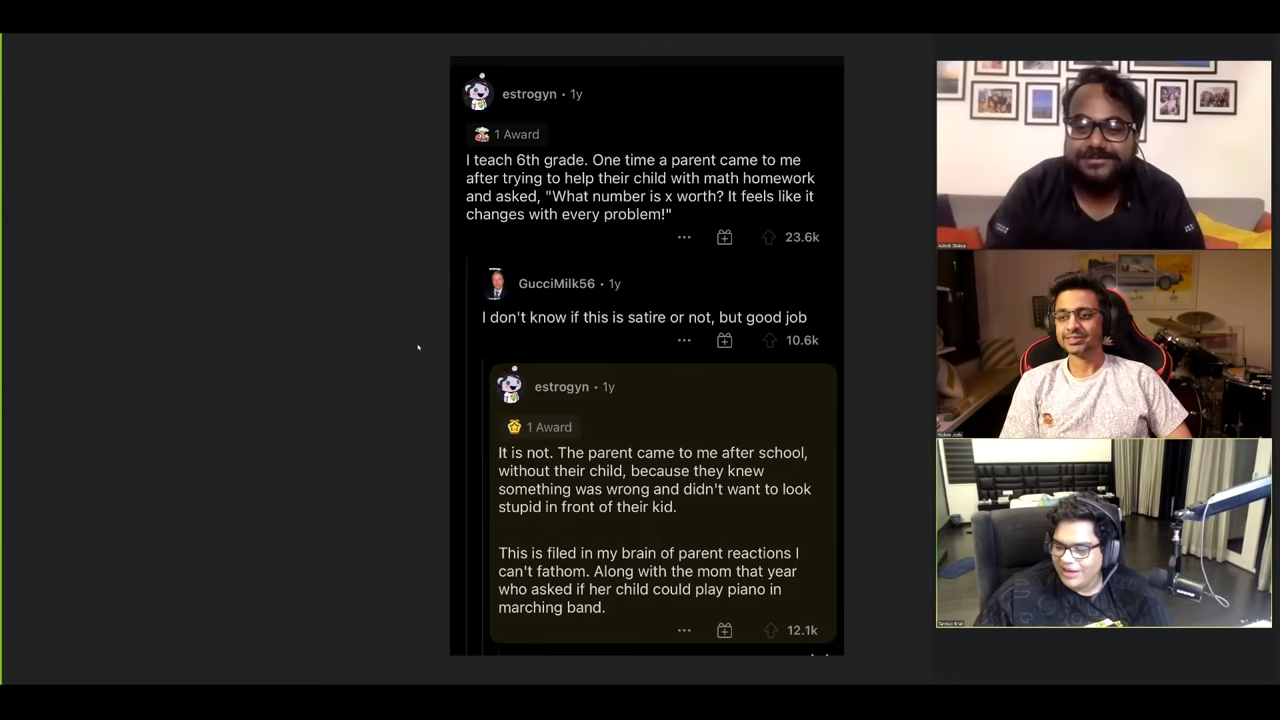 estrogyn • 1y
1 Award
I teach 6th grade. One time a parent came to me
after trying to help their child with math homework
and asked, "What number is x worth? It feels like it
changes with every problem!"
23.6k
GucciMilk56 • 1y
I don't know if this is satire or not, but good job
10.6k
estrogyn • 1y
1 Award
It is not. The parent came to me after school,
without their child, because they knew
something was wrong and didn't want to look
stupid in front of their kid.
This is filed in my brain of parent reactions I
can't fathom. Along with the mom that year
who asked if her child could play piano in
marching band.
12.1k